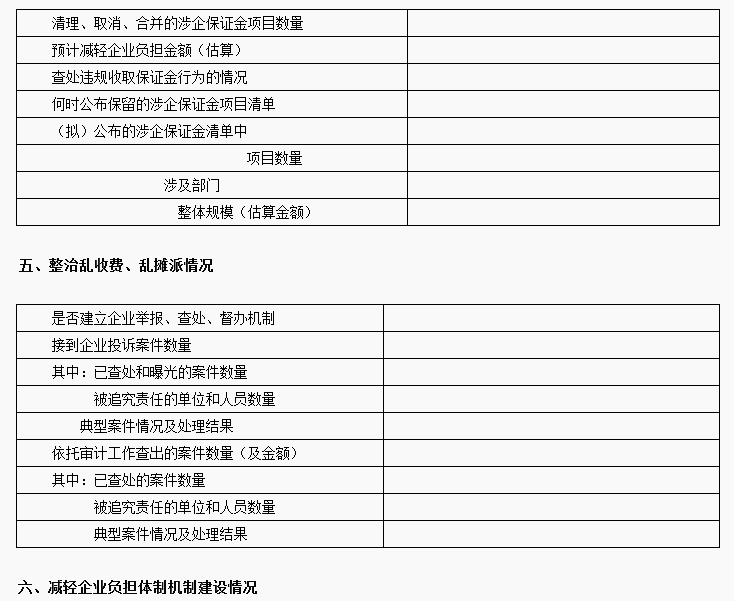 清理、取消、合并的涉企保证金项目数量
预计减轻企业负担金额（估算）
查处违规收取保证金行为的情况
何时公布保留的涉企保证金项目清单
（拟）公布的涉企保证金清单中
项目数量
涉及部门
整体规模（估算金额）
五、整治乱收费、乱摊派情况
是否建立企业举报、查处、督办机制
接到企业投诉案件数量
其中：已查处和曝光的案件数量
被追究责任的单位和人员数量
典型案件情况及处理结果
依托审计工作查出的案件数量（及金额）
其中：已查处的案件数量
被追究责任的单位和人员数量
典型案件情况及处理结果
六、减轻企业负担体制机制建设情况